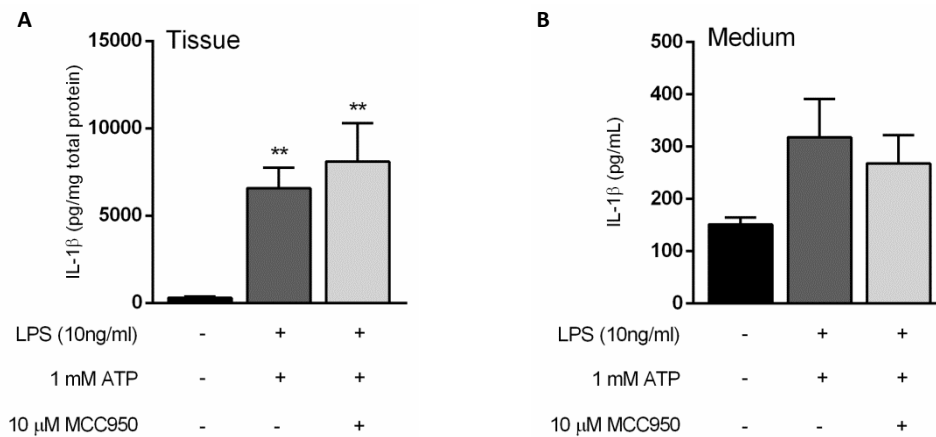 A
Tissue
15000
10000
5000
0
IL-1β (pg/mg total protein)
** **
LPS (10ng/ml) - + +
1 mM ATP - + +
10 μM MCC950 - - +
B
Medium
500
400
300
200
100
0
IL-1β (pg/mL)
LPS (10ng/ml) - + +
1 mM ATP - + +
10 μM MCC950 - - +